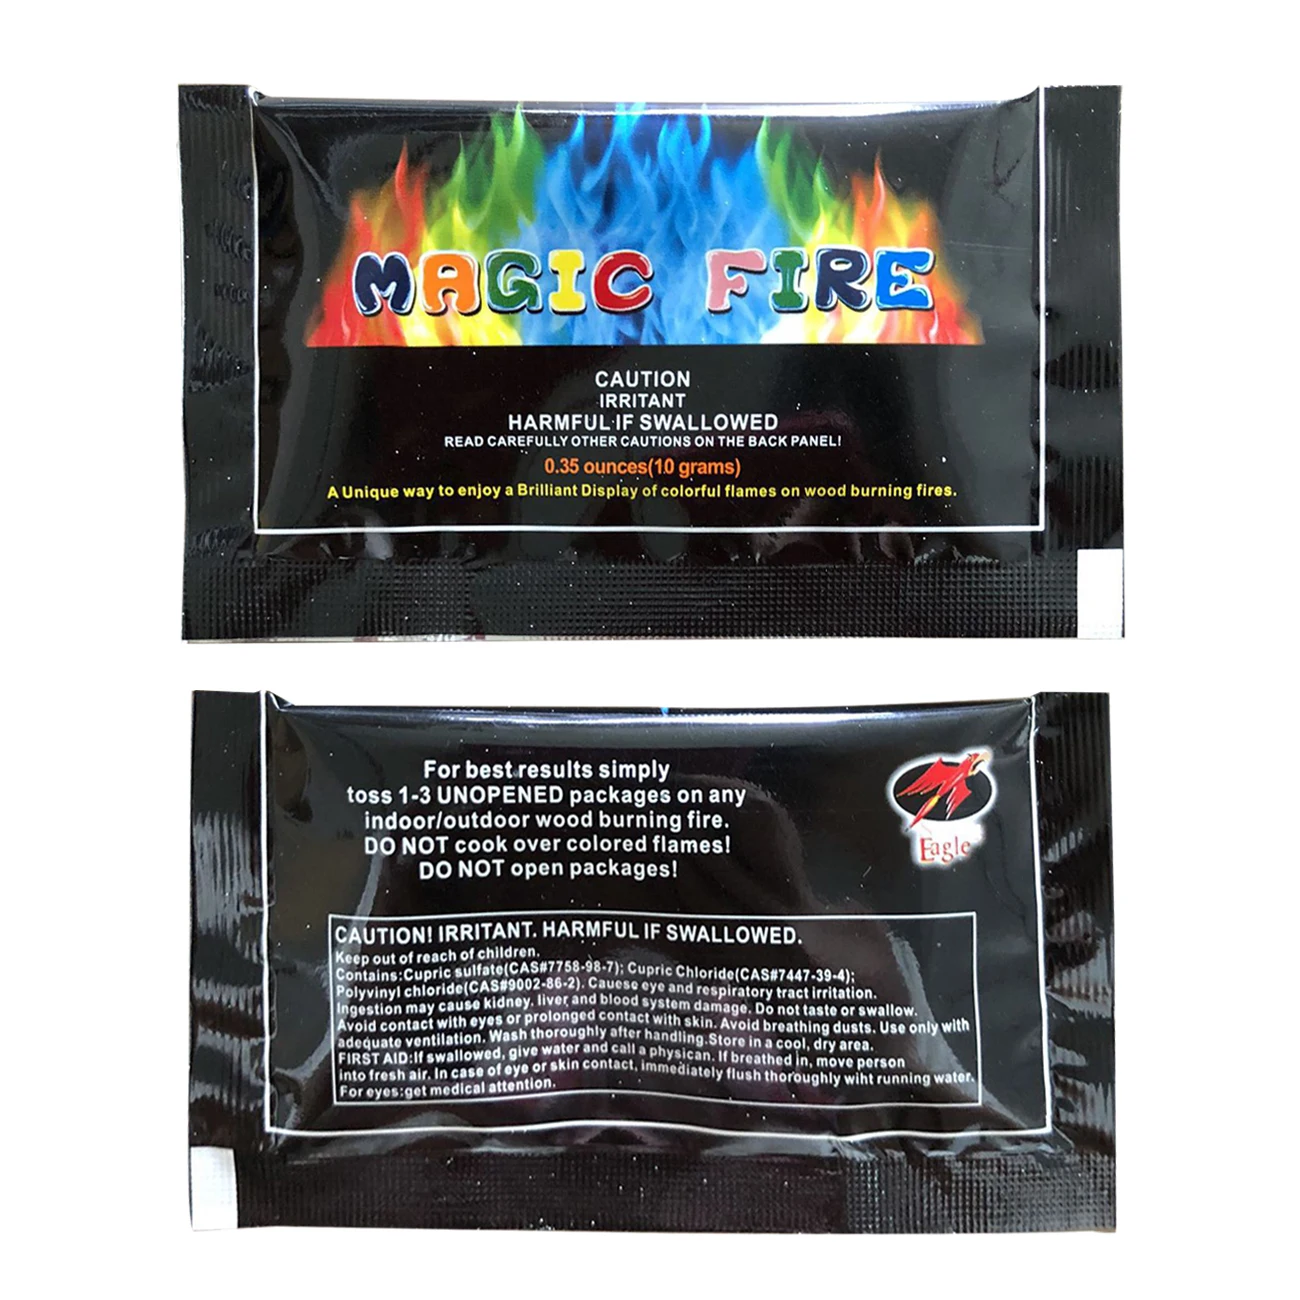 MAGIC FIRE
CAUTION
IRRITANT
HARMFUL IF SWALLOWED
READ CAREFULLY OTHER CAUTIONS ON THE BACK PANEL!
0.35 ounces(10 grams)
A Unique way to enjoy a Brilliant Display of colorful flames on wood burning fires.
For best results simply
toss 1-3 UNOPENED packages on any
indoor/outdoor wood burning fire.
DO NOT cook over colored flames!
DO NOT open packages!
Eagle
CAUTION! IRRITANT. HARMFUL IF SWALLOWED.
Keep out of reach of children.
Contains:Cupric sulfate(CAS#7758-98-7); Cupric Chloride(CAS#7447-39-4);
Polyvinyl chloride(CAS#9002-86-2). Cauese eye and respiratory tract irritation.
Ingestion may cause kidney, liver and blood system damage. Do not taste or swallow.
Avoid contact with eyes or prolonged contact with skin. Avoid breathing dusts. Use only with
adequate ventilation. Wash thoroughly after handling.Store in a cool, dry area.
FIRST AID:If swallowed, give water and call a physican. If breathed in, move person
into fresh air. In case of eye or skin contact, immediately flush thoroughly wiht running water.
For eyes:get medical attention.